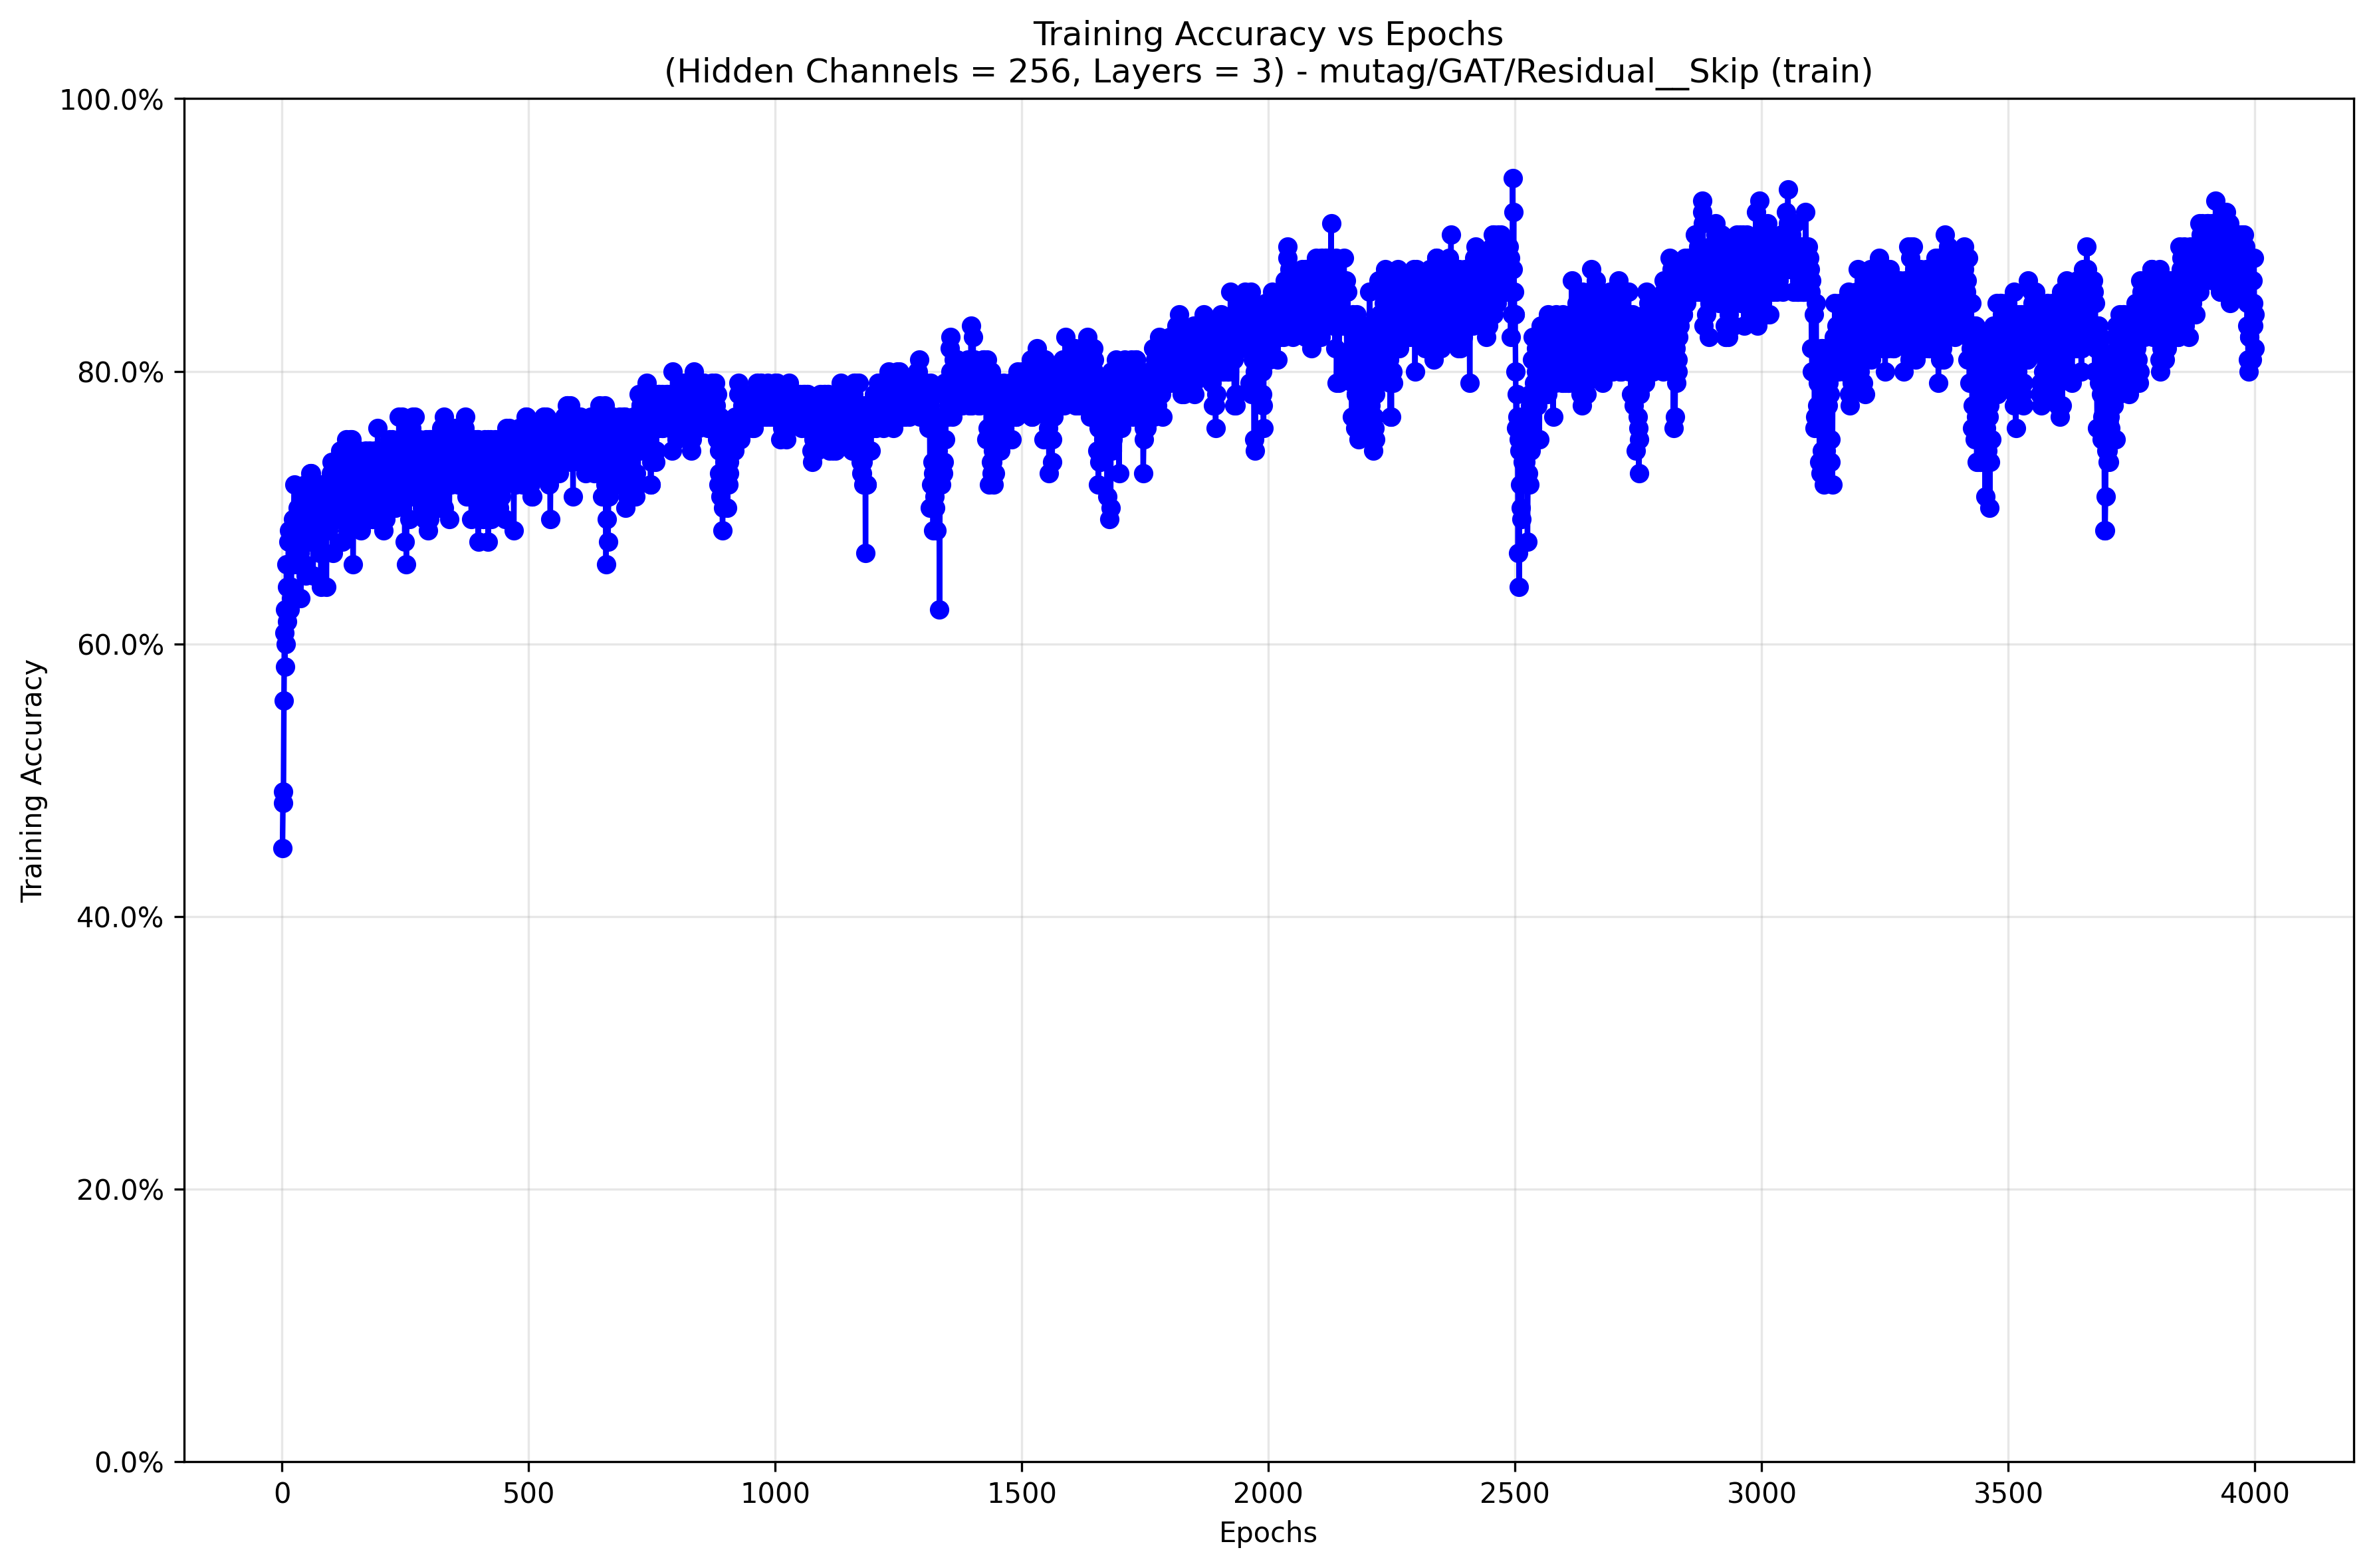 Training Accuracy vs Epochs
(Hidden Channels = 256, Layers = 3) - mutag/GAT/Residual__Skip (train)
100.0%
80.0%
60.0%
40.0%
20.0%
0.0%
Training Accuracy
0 500 1000 1500 2000 2500 3000 3500 4000
Epochs